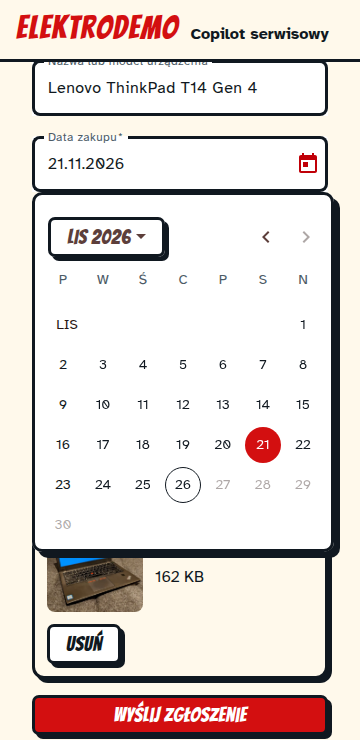 ELEKTRODEMO Copilot serwisowy
Nazwa lub model urządzenia
Lenovo ThinkPad T14 Gen 4
Data zakupu*
21.11.2026
LIS 2026
P W Ś C P S N
LIS 1
2 3 4 5 6 7 8
9 10 11 12 13 14 15
16 17 18 19 20 21 22
23 24 25 26 27 28 29
30
162 KB
USUŃ
WYŚLIJ ZGŁOSZENIE